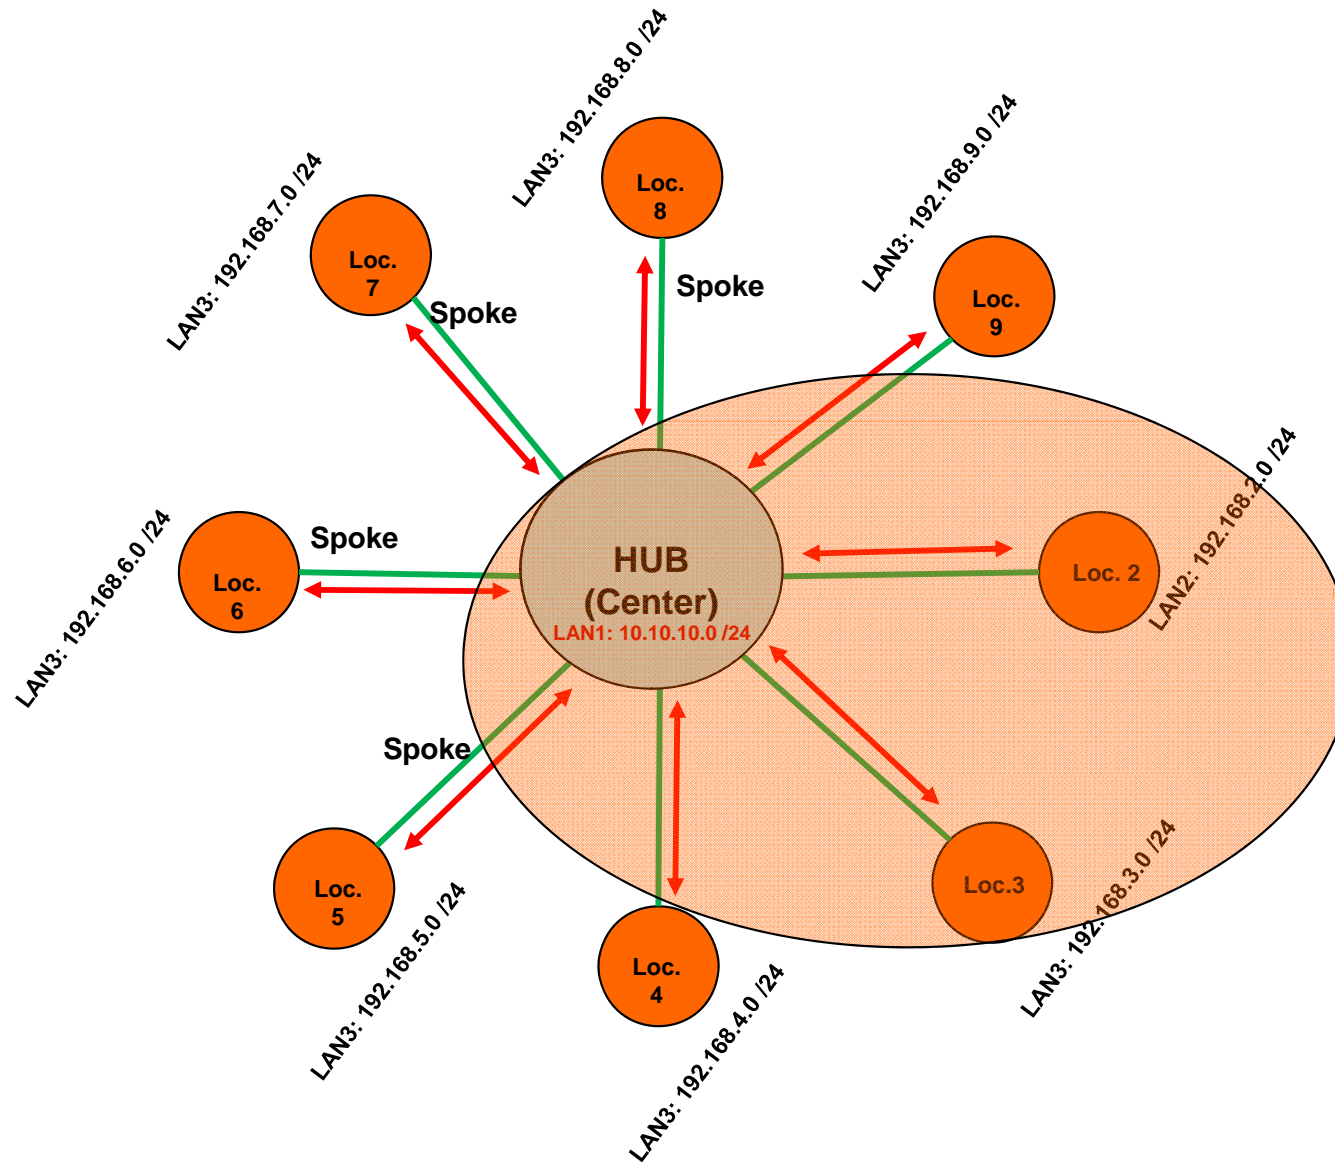 LAN3: 192.168.8.0 /24
LAN3: 192.168.9.0 /24
LAN3: 192.168.7.0 /24
Loc.
8
Loc.
7
Loc.
9
Spoke
Spoke
Spoke
LAN3: 192.168.6.0 /24
Loc.
6
HUB
(Center)
LAN1: 10.10.10.0 /24
Loc. 2
LAN2: 192.168.2.0 /24
Spoke
Loc.
5
LAN3: 192.168.5.0 /24
Loc.
4
LAN3: 192.168.4.0 /24
Loc.3
LAN3: 192.168.3.0 /24